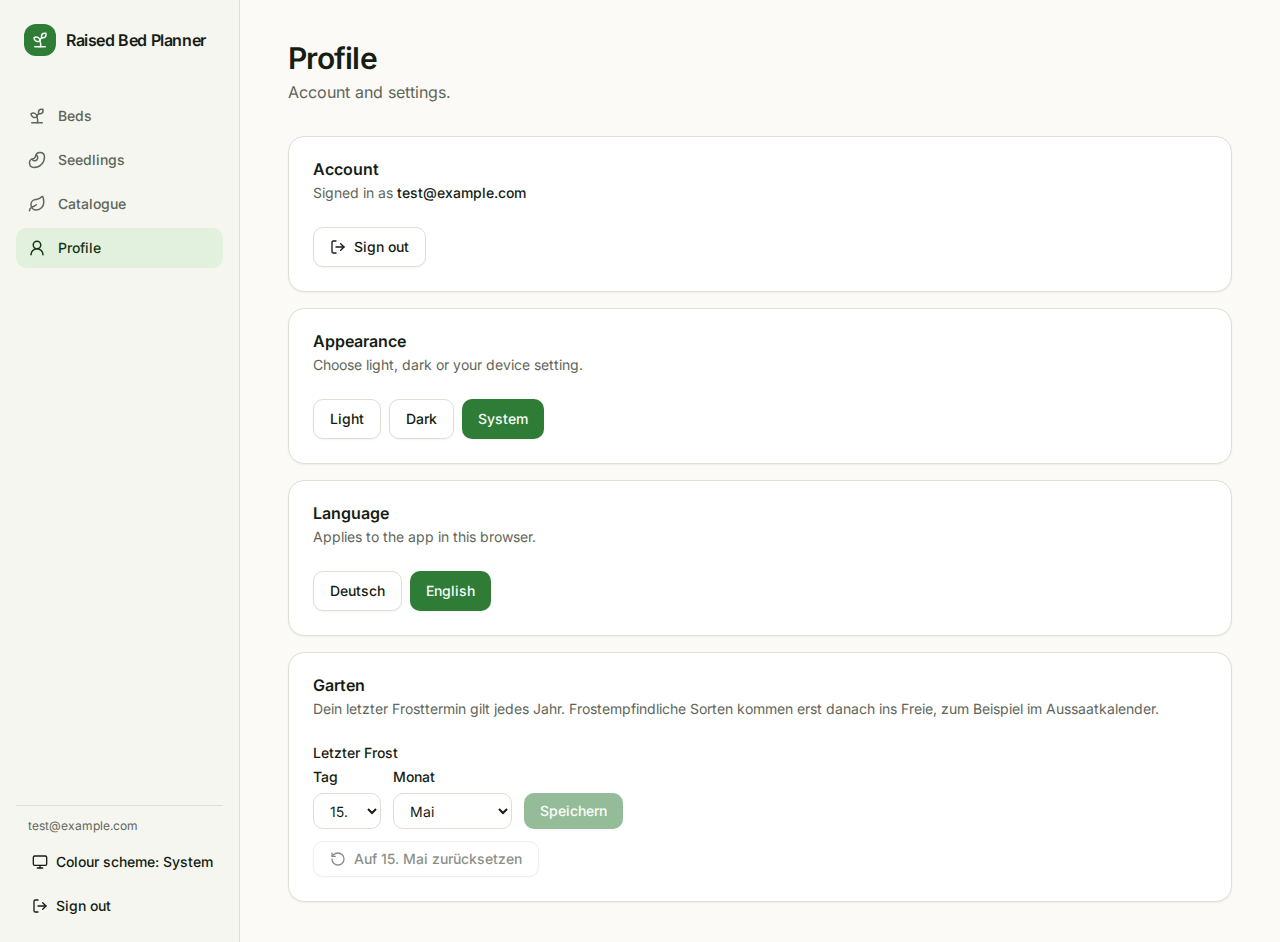 Raised Bed Planner
Beds
Seedlings
Catalogue
Profile
test@example.com
Colour scheme: System
Sign out
Profile
Account and settings.
Account
Signed in as test@example.com
Sign out
Appearance
Choose light, dark or your device setting.
Light Dark System
Language
Applies to the app in this browser.
Deutsch English
Garten
Dein letzter Frosttermin gilt jedes Jahr. Frostempfindliche Sorten kommen erst danach ins Freie, zum Beispiel im Aussaatkalender.
Letzter Frost
Tag Monat
15. Mai Speichern
Auf 15. Mai zurücksetzen